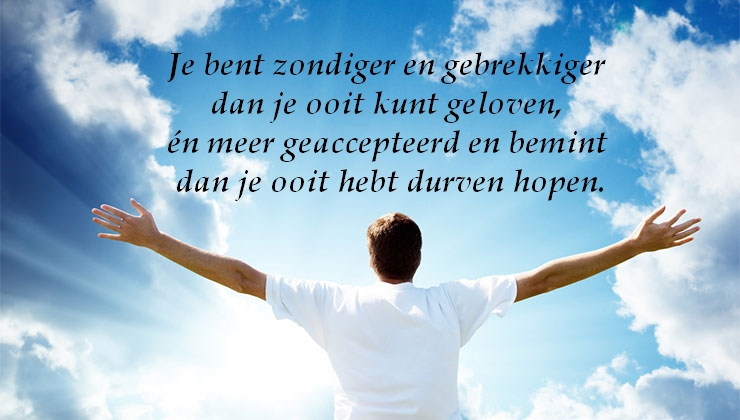 Je bent zondiger en gebrekkiger
dan je ooit kunt geloven,
én meer geaccepteerd en bemint
dan je ooit hebt durven hopen.